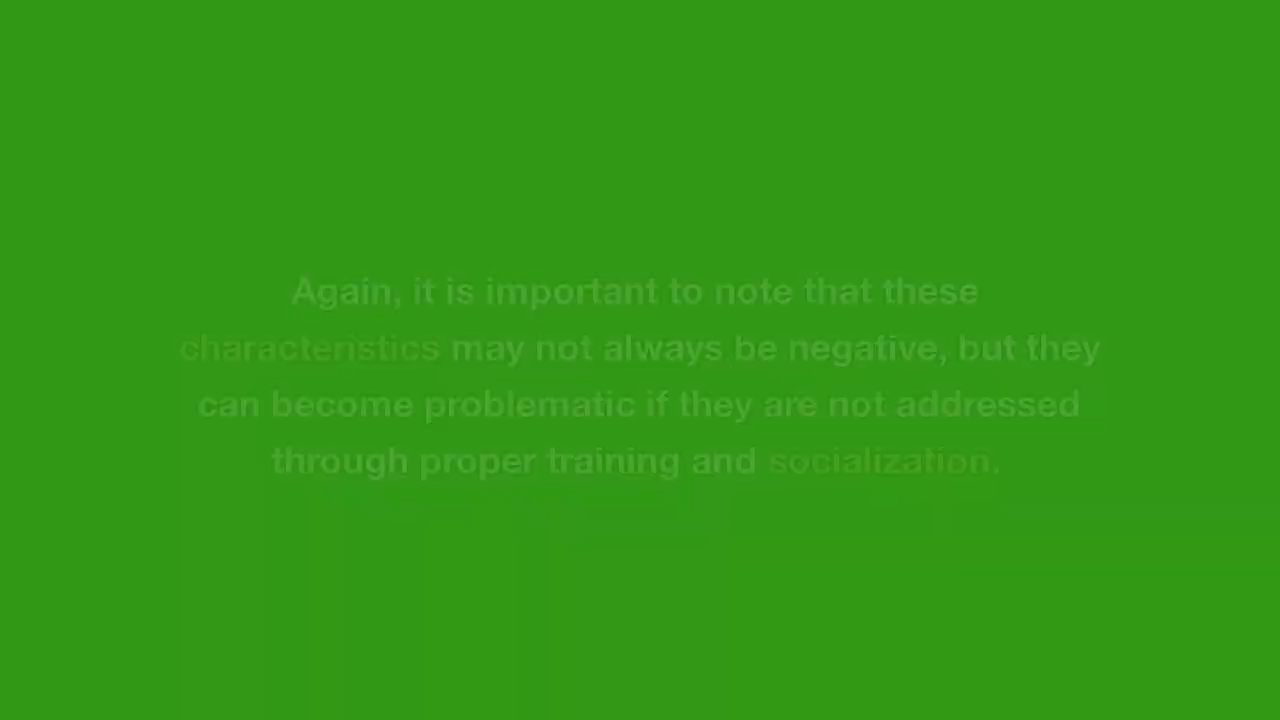 Again, it is important to note that these
characteristics may not always be negative, but they
can become problematic if they are not addressed
through proper training and socialization.